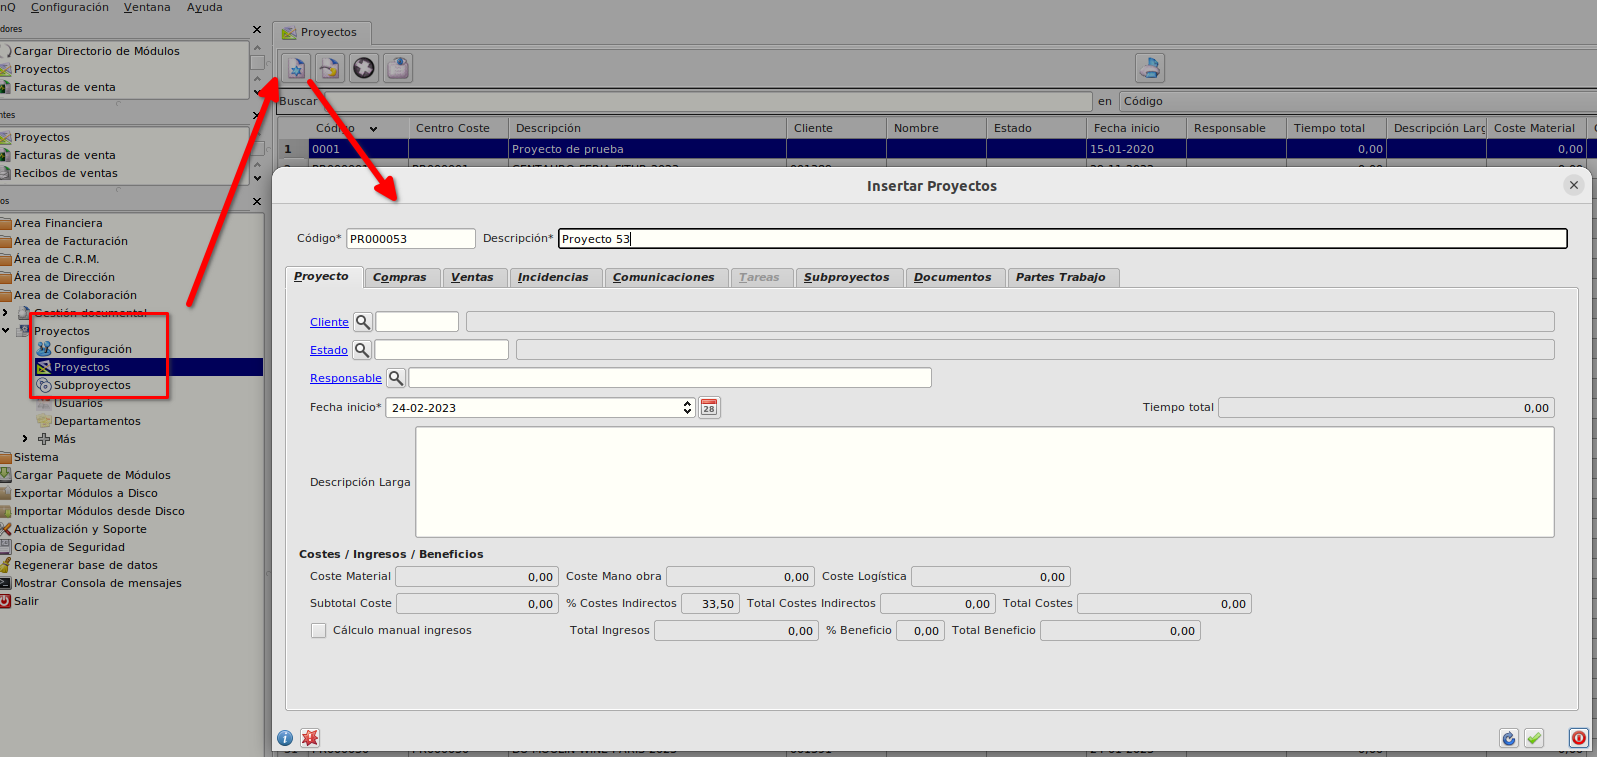 nQ Configuración Ventana Ayuda
dores
Cargar Directorio de Módulos
Proyectos
Facturas de venta
ntes
Proyectos
Facturas de venta
Recibos de ventas
os
Area Financiera
Area de Facturación
Área de C.R.M.
Área de Dirección
Area de Colaboración
Gestión documental
Proyectos
Configuración
Proyectos
Subproyectos
Usuarios
Departamentos
Más
Sistema
Cargar Paquete de Módulos
Exportar Módulos a Disco
Importar Módulos desde Disco
Actualización y Soporte
Copia de Seguridad
Regenerar base de datos
Mostrar Consola de mensajes
Salir
Proyectos
Buscar en Código
Código Centro Coste Descripción Cliente Nombre Estado Fecha inicio Responsable Tiempo total Descripción Larg Coste Material
1 0001 Proyecto de prueba 15-01-2020 0,00 0,00
Insertar Proyectos
Código* PR000053 Descripción* Proyecto 53
Proyecto Compras Ventas Incidencias Comunicaciones Tareas Subproyectos Documentos Partes Trabajo
Cliente
Estado
Responsable
Fecha inicio* 24-02-2023 28 Tiempo total 0,00
Descripción Larga
Costes / Ingresos / Beneficios
Coste Material 0,00 Coste Mano obra 0,00 Coste Logística 0,00
Subtotal Coste 0,00 % Costes Indirectos 33,50 Total Costes Indirectos 0,00 Total Costes 0,00
Cálculo manual ingresos Total Ingresos 0,00 % Beneficio 0,00 Total Beneficio 0,00